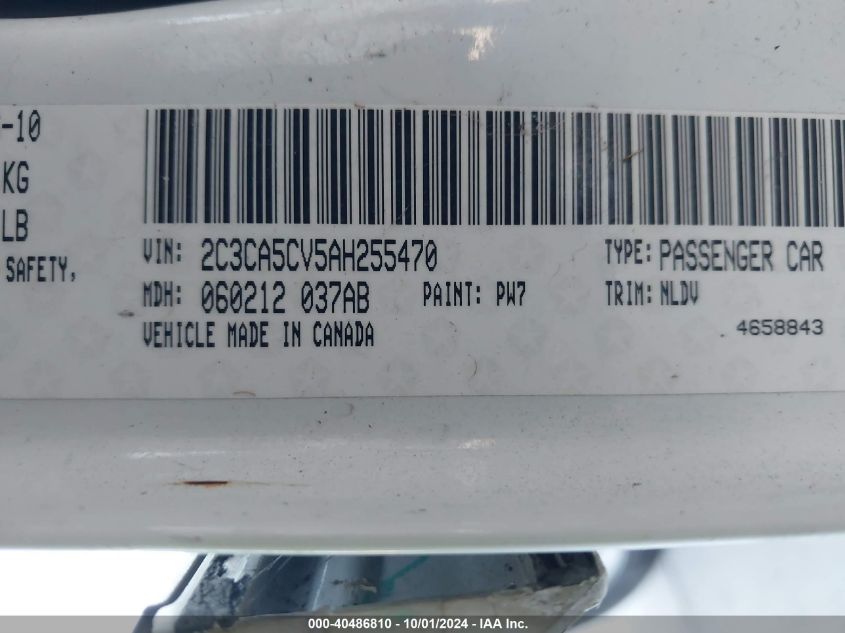 -10
KG
LB
SAFETY,
VIN: 2C3CA5CV5AH255470 TYPE: PASSENGER CAR
MDH: 060212 037AB PAINT: PW7 TRIM: NLDV
VEHICLE MADE IN CANADA 4658843
000-40486810 - 10/01/2024 - IAA Inc.